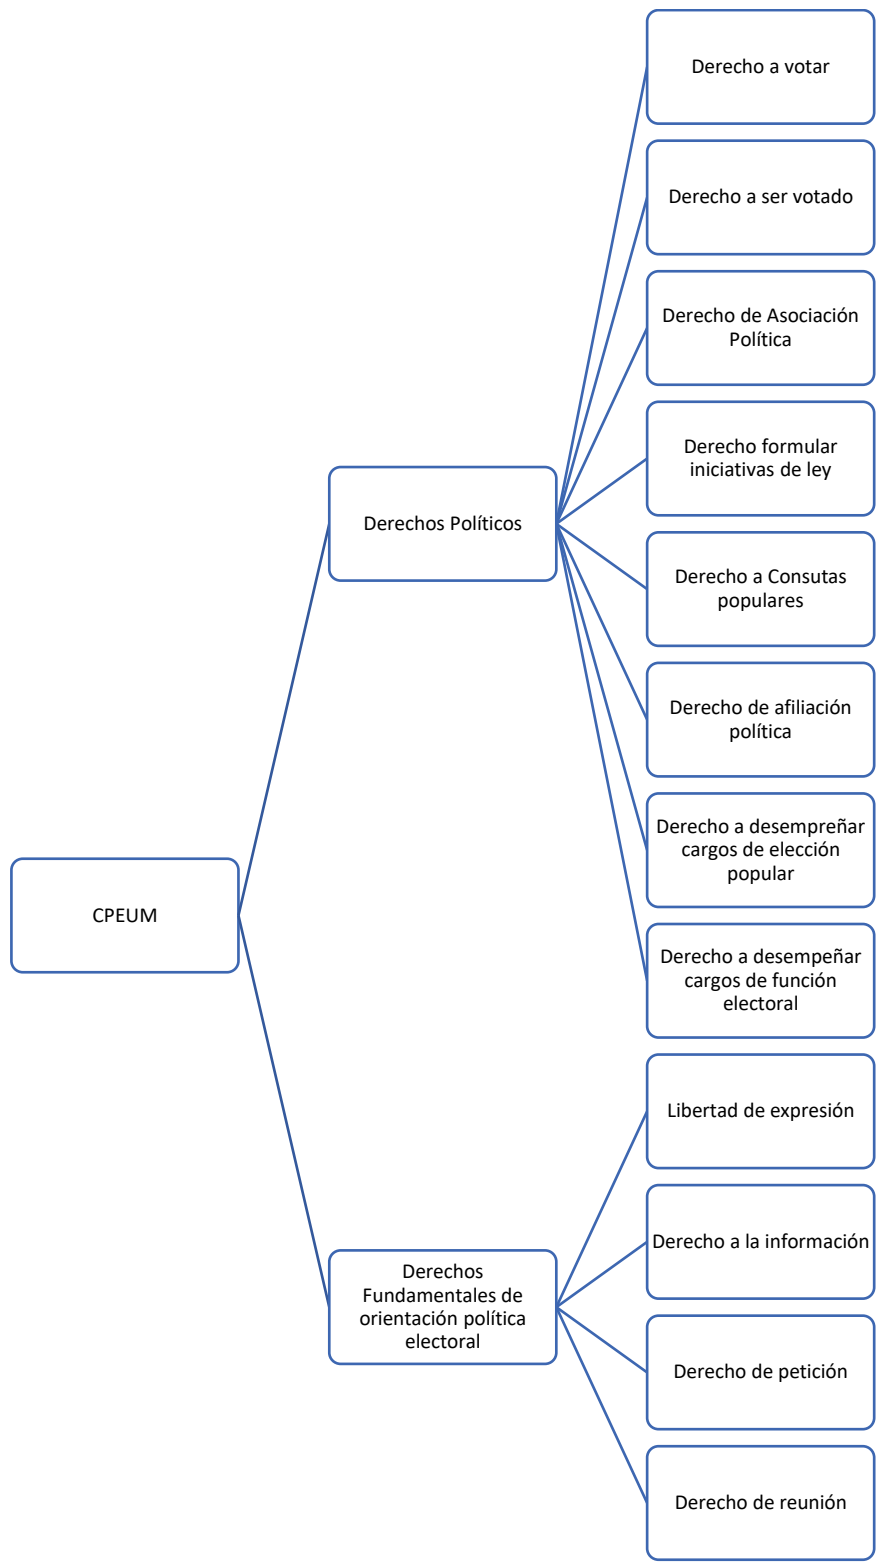 Derecho a votar
Derecho a ser votado
Derecho de Asociación
Política
Derecho formular
iniciativas de ley
Derechos Políticos
Derecho a Consutas
populares
Derecho de afiliación
política
Derecho a desempreñar
cargos de elección
popular
CPEUM
Derecho a desempeñar
cargos de función
electoral
Libertad de expresión
Derecho a la información
Derechos
Fundamentales de
orientación política
electoral
Derecho de petición
Derecho de reunión